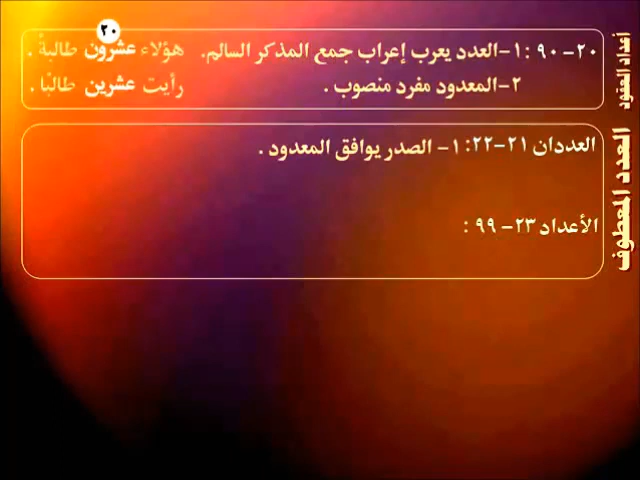 أعداد العقود
٢٠
٢٠-٩٠ : ١-العدد يعرب إعراب جمع المذكر السالم. هؤلاء عشرون طالبةً .
٢-المعدود مفرد منصوب . رأيت عشرين طالبًا .
العدد المعطوف
العددان ٢١-٢٢: ١- الصدر يوافق المعدود .
الأعداد ٢٣- ٩٩ :